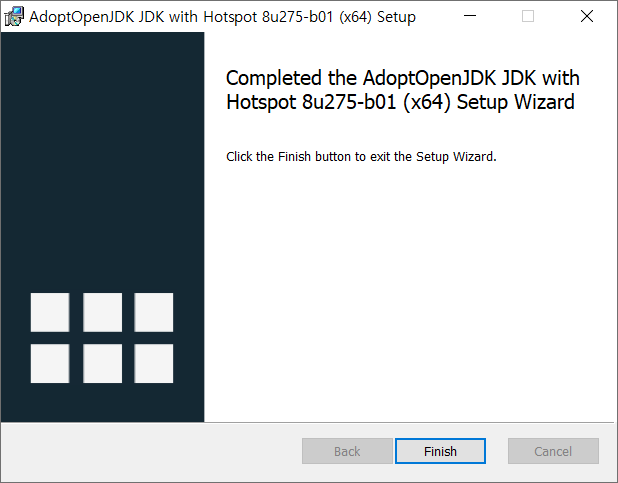 AdoptOpenJDK JDK with Hotspot 8u275-b01 (x64) Setup
Completed the AdoptOpenJDK JDK with
Hotspot 8u275-b01 (x64) Setup Wizard
Click the Finish button to exit the Setup Wizard.
Back
Finish
Cancel